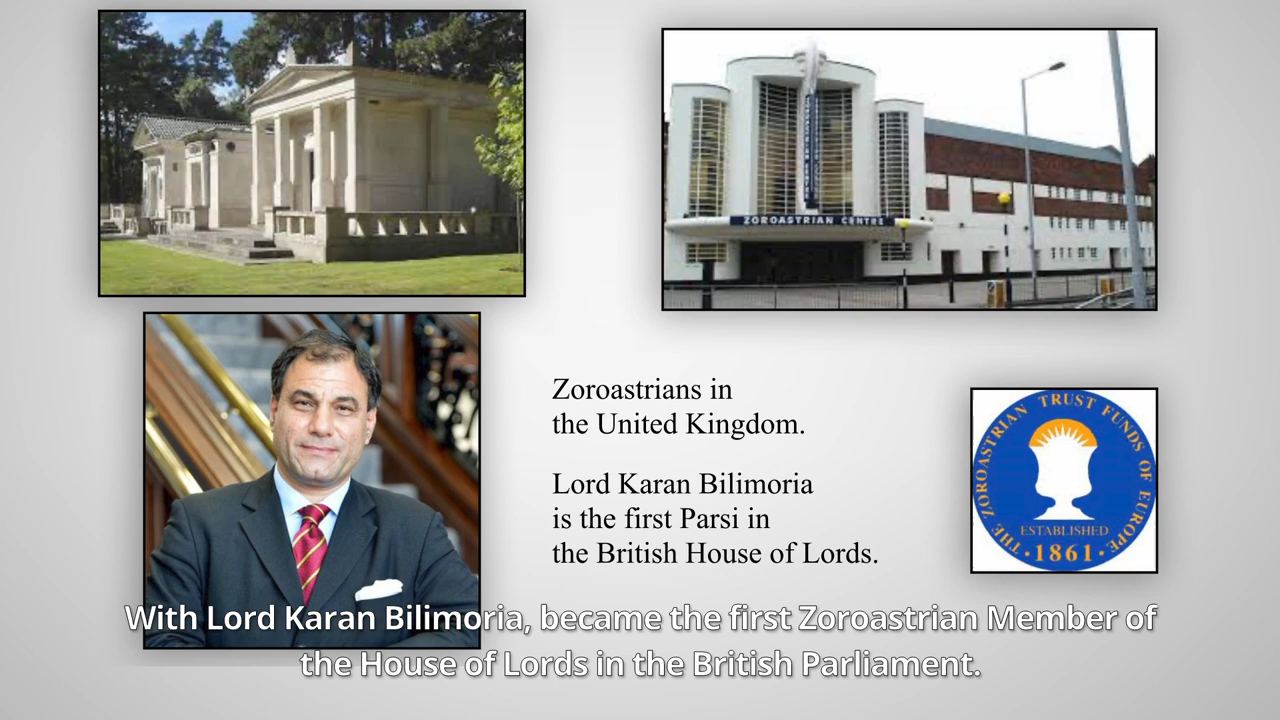 ZOROASTRIAN CENTRE
ZOROASTRIAN CENTRE
Zoroastrians in
the United Kingdom.
Lord Karan Bilimoria
is the first Parsi in
the British House of Lords.
THE ZOROASTRIAN TRUST FUNDS OF EUROPE
ESTABLISHED
·1861·
With Lord Karan Bilimoria, became the first Zoroastrian Member of
the House of Lords in the British Parliament.